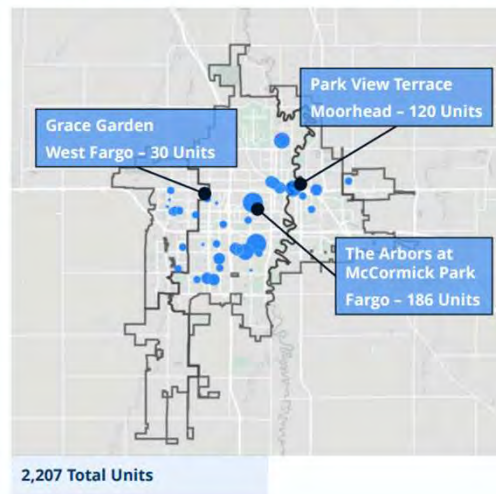 Park View Terrace
Moorhead – 120 Units
Grace Garden
West Fargo – 30 Units
The Arbors at
McCormick Park
Fargo – 186 Units
2,207 Total Units